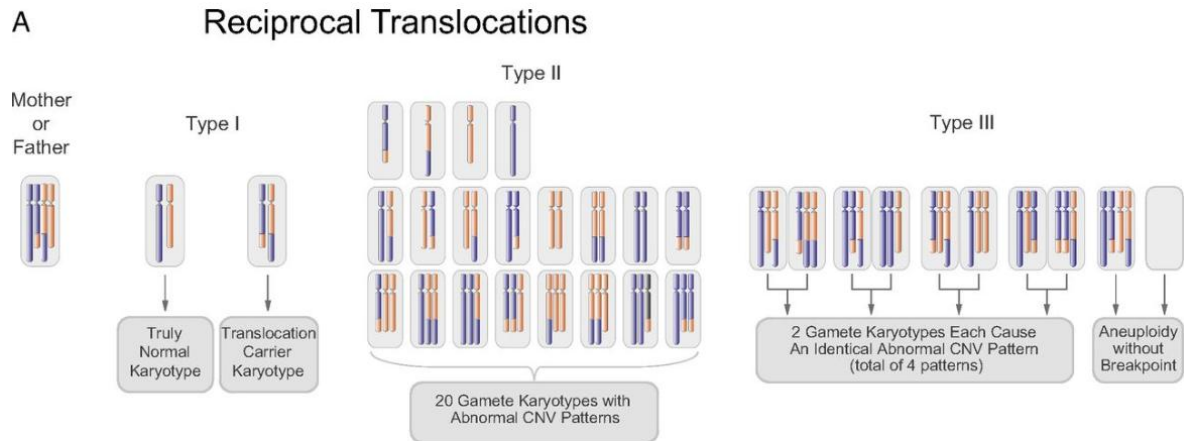 A
Reciprocal Translocations
Mother
or
Father
Type I
Type II
Type III
Truly
Normal
Karyotype
Translocation
Carrier
Karyotype
20 Gamete Karyotypes with
Abnormal CNV Patterns
2 Gamete Karyotypes Each Cause
An Identical Abnormal CNV Pattern
(total of 4 patterns)
Aneuploidy
without
Breakpoint